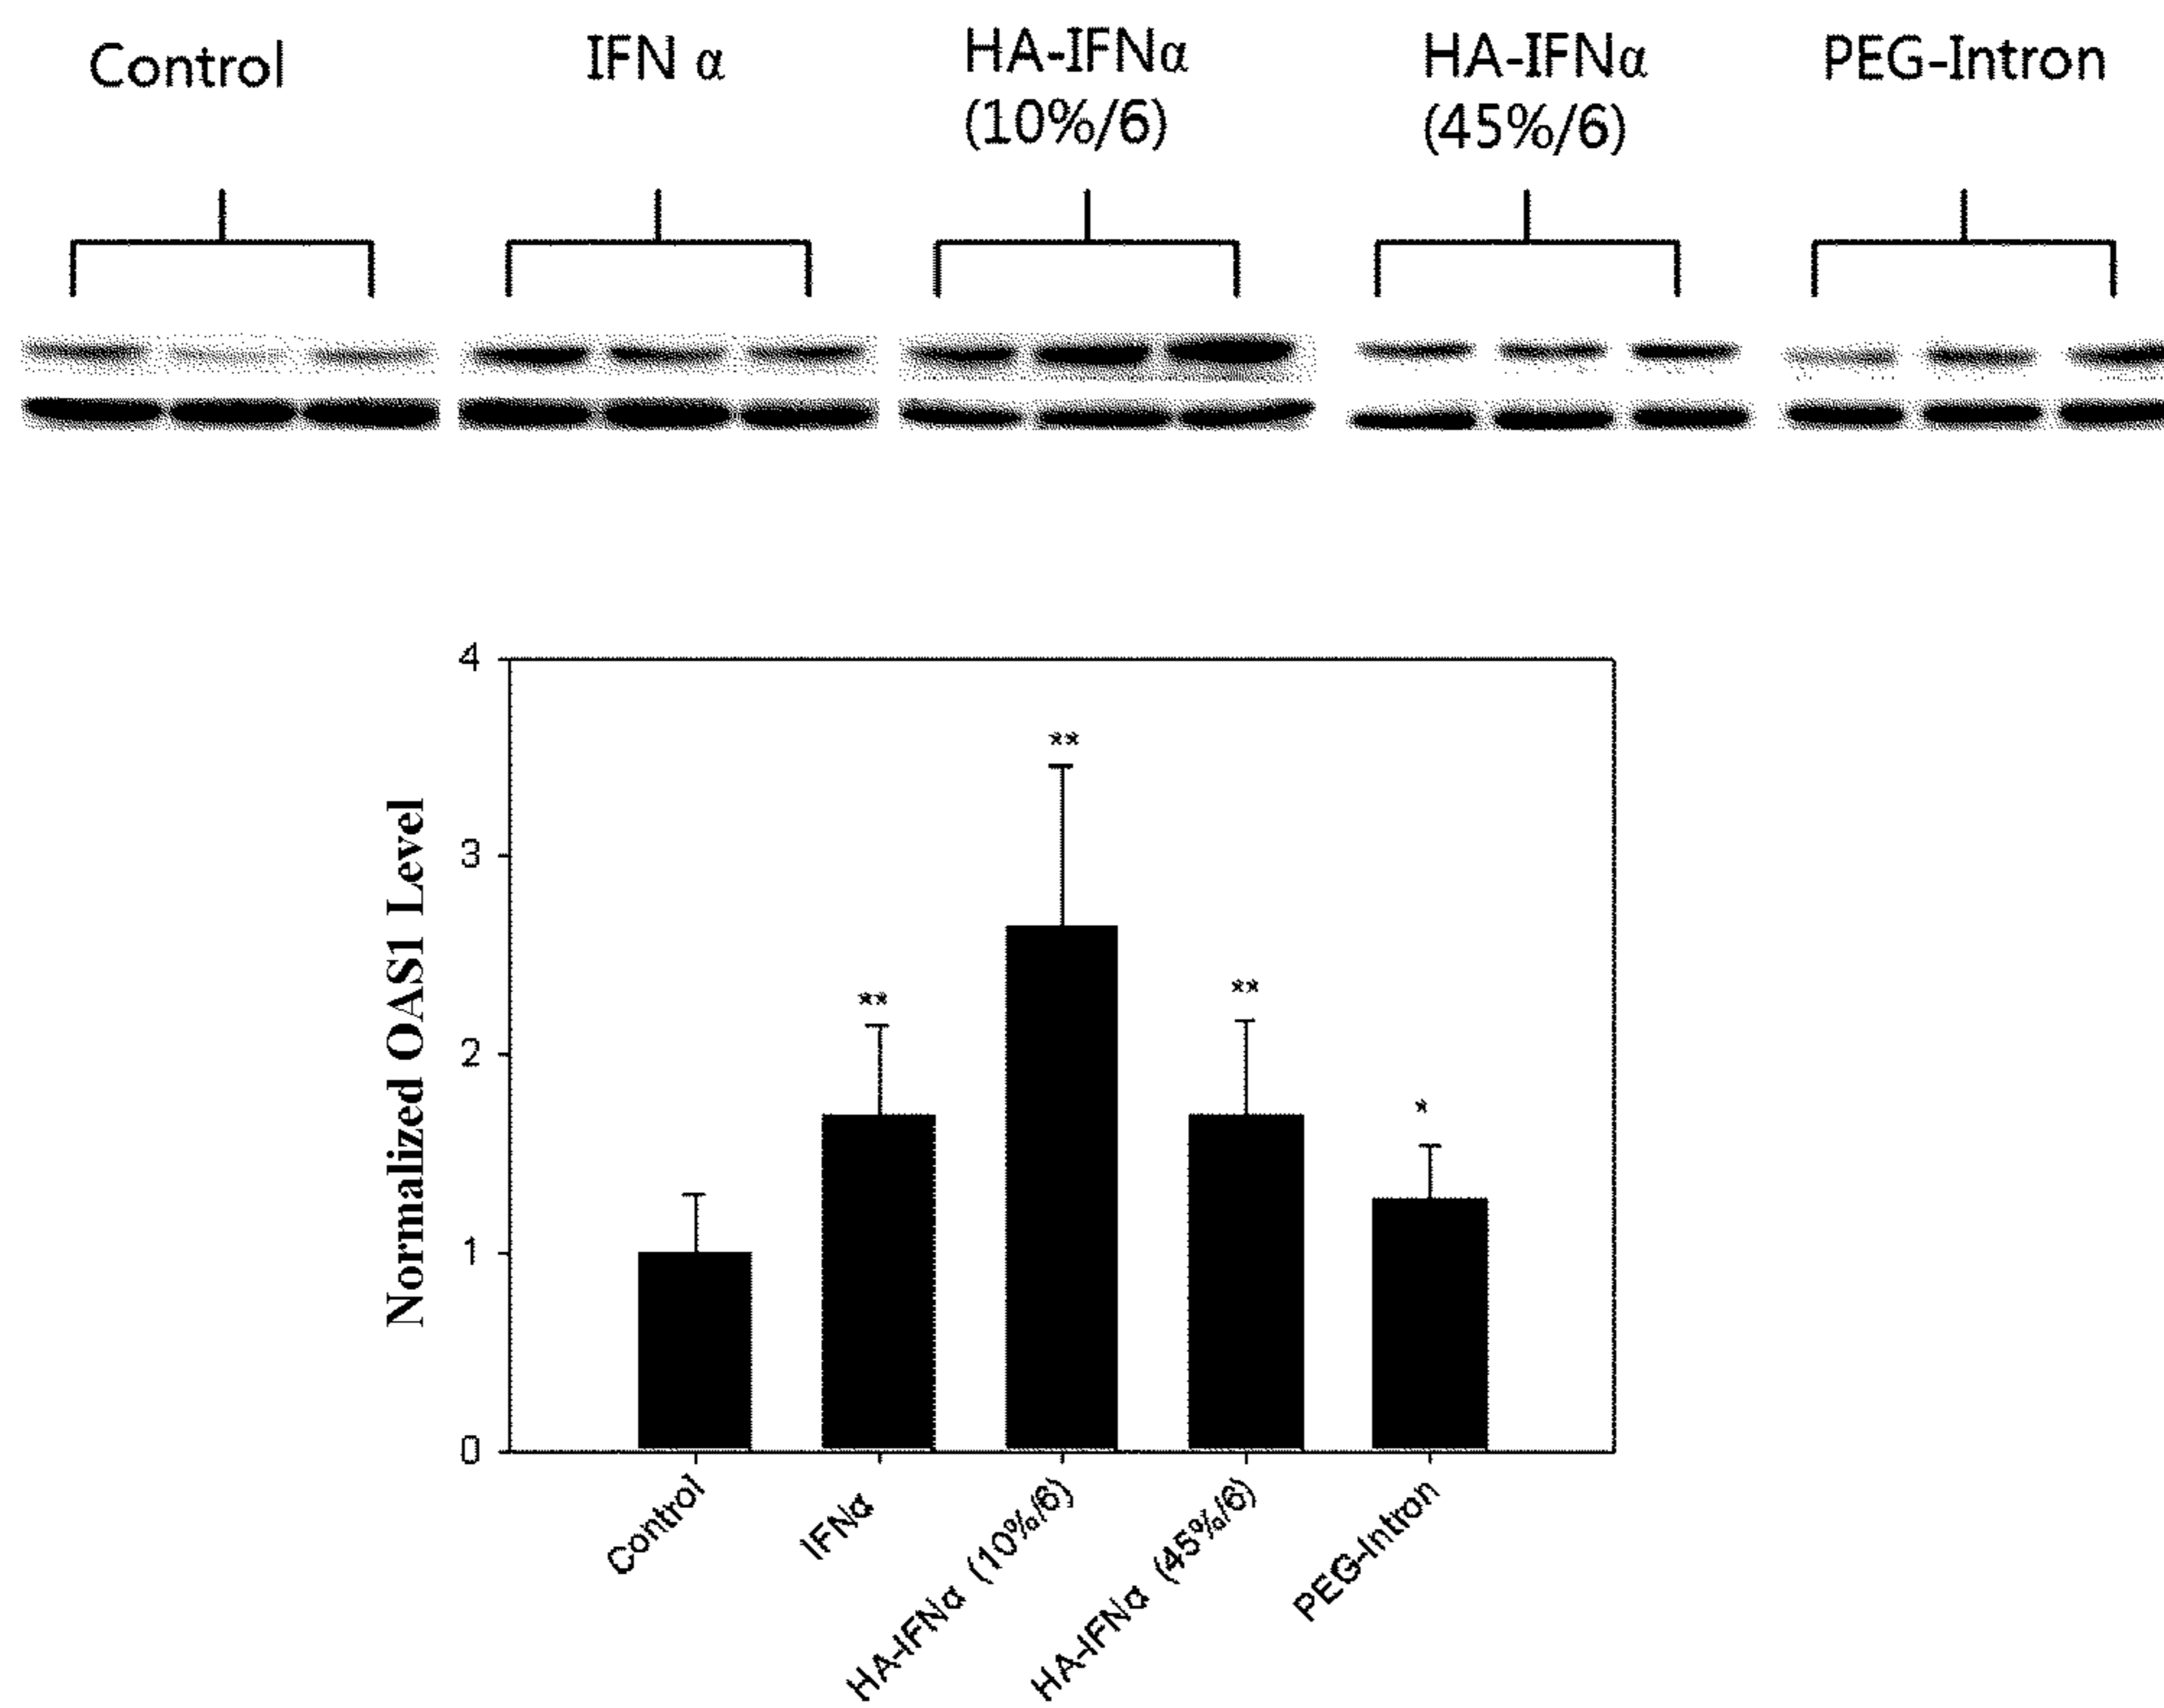 Control
IFN α
HA-IFNα
(10%/6)
HA-IFNα
(45%/6)
PEG-Intron
Normalized OAS1 Level
4
3
2
1
0
**
**
**
*
Control
IFNα
HA-IFNα (10%/6)
HA-IFNα (45%/6)
PEG-Intron